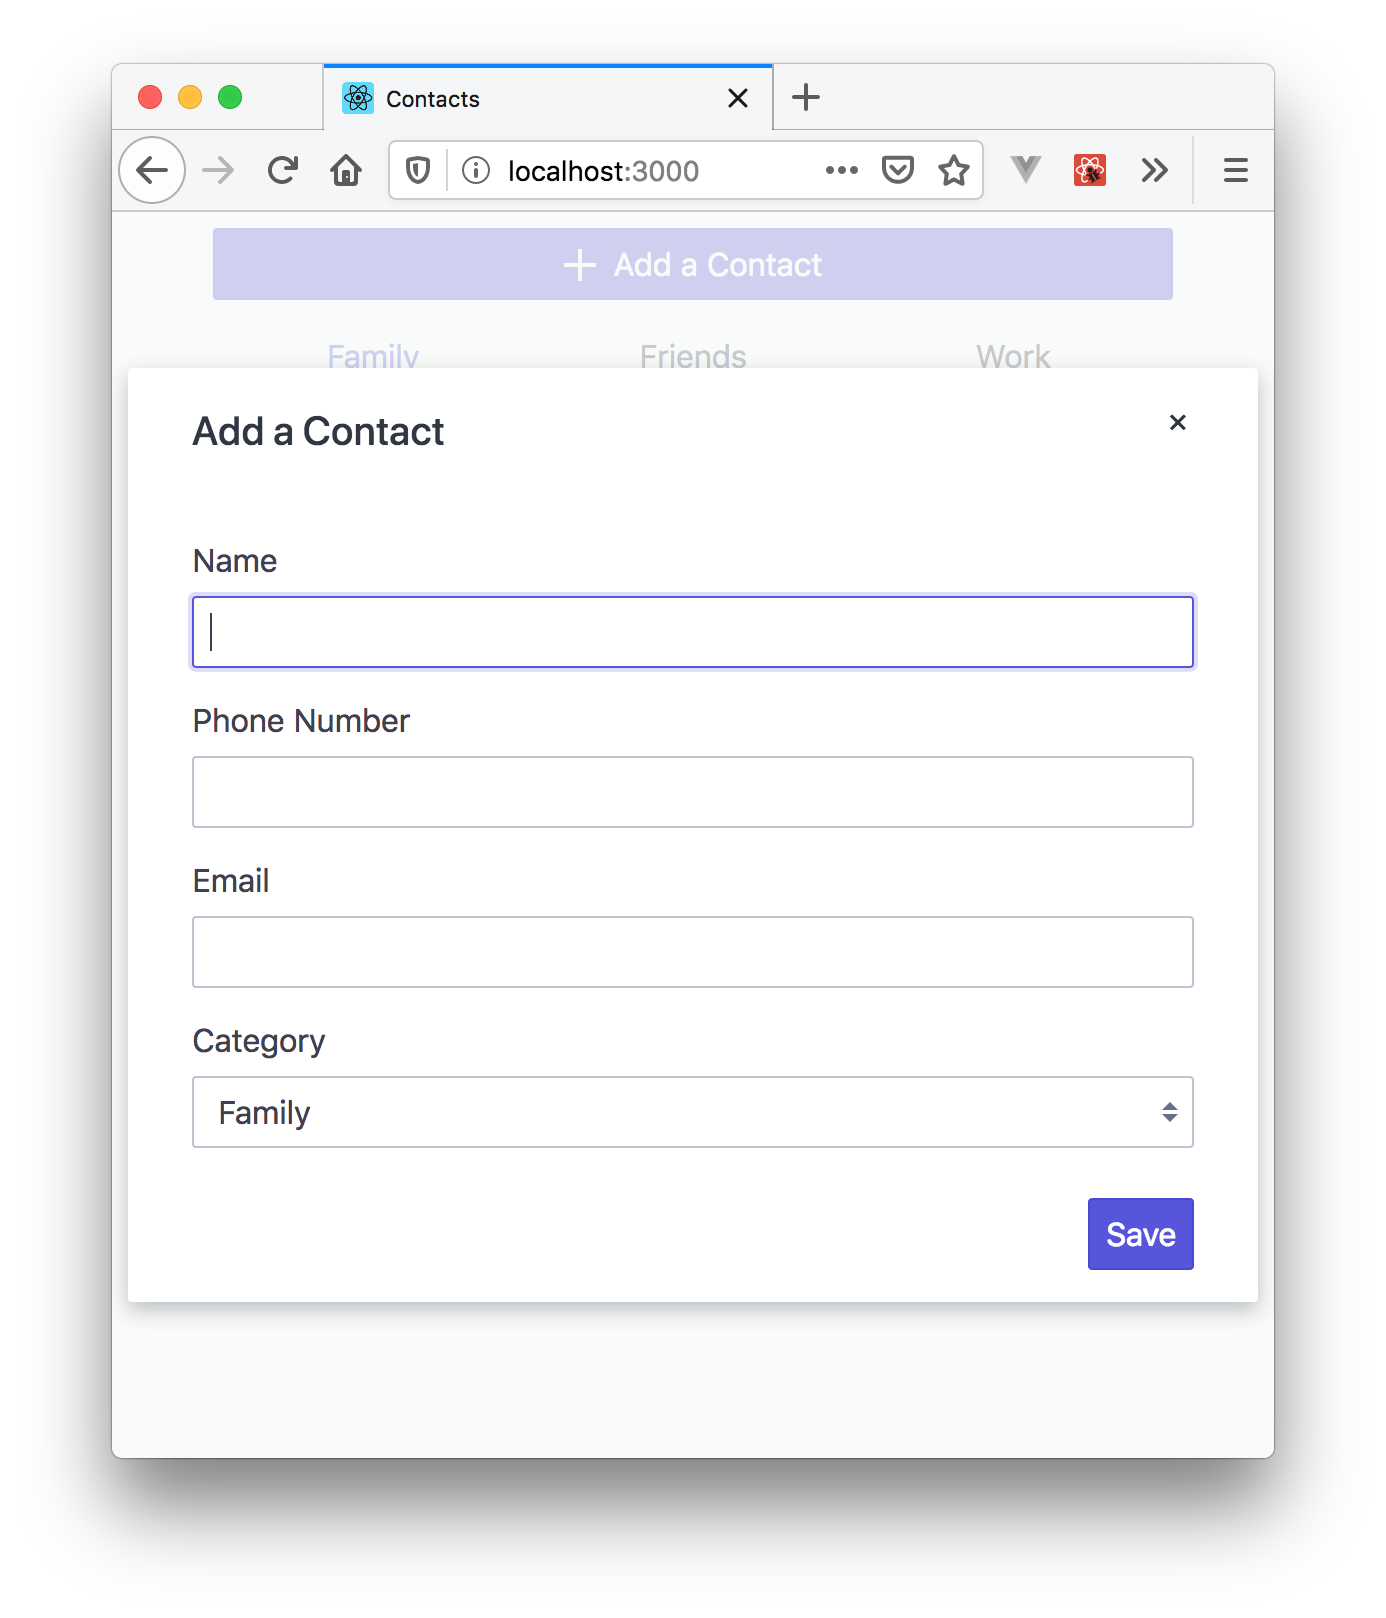 Contacts
localhost:3000
Add a Contact
Family Friends Work
Add a Contact
Name
Phone Number
Email
Category
Family
Save